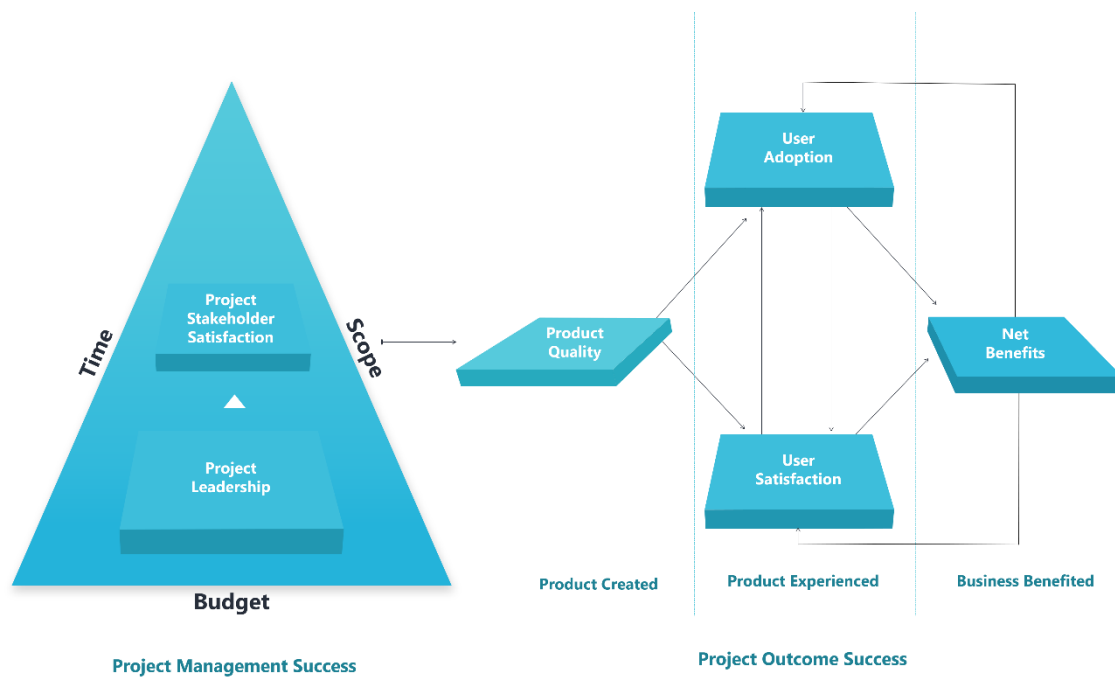 Time
Project
Stakeholder
Satisfaction
Scope
Project
Leadership
Budget
Project Management Success
Product
Quality
User
Adoption
User
Satisfaction
Net
Benefits
Product Created
Product Experienced
Business Benefited
Project Outcome Success